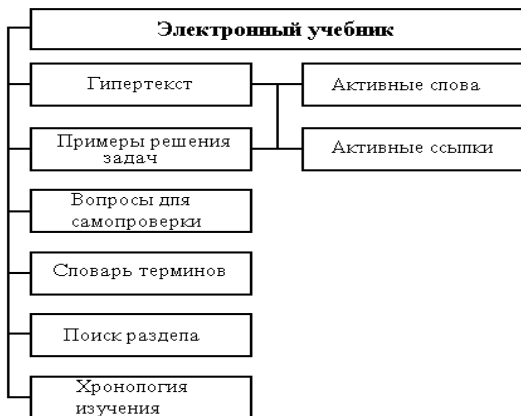 Электронный учебник
Гипертекст
Активные слова
Примеры решения
задач
Активные ссылки
Вопросы для
самопроверки
Словарь терминов
Поиск раздела
Хронология
изучения